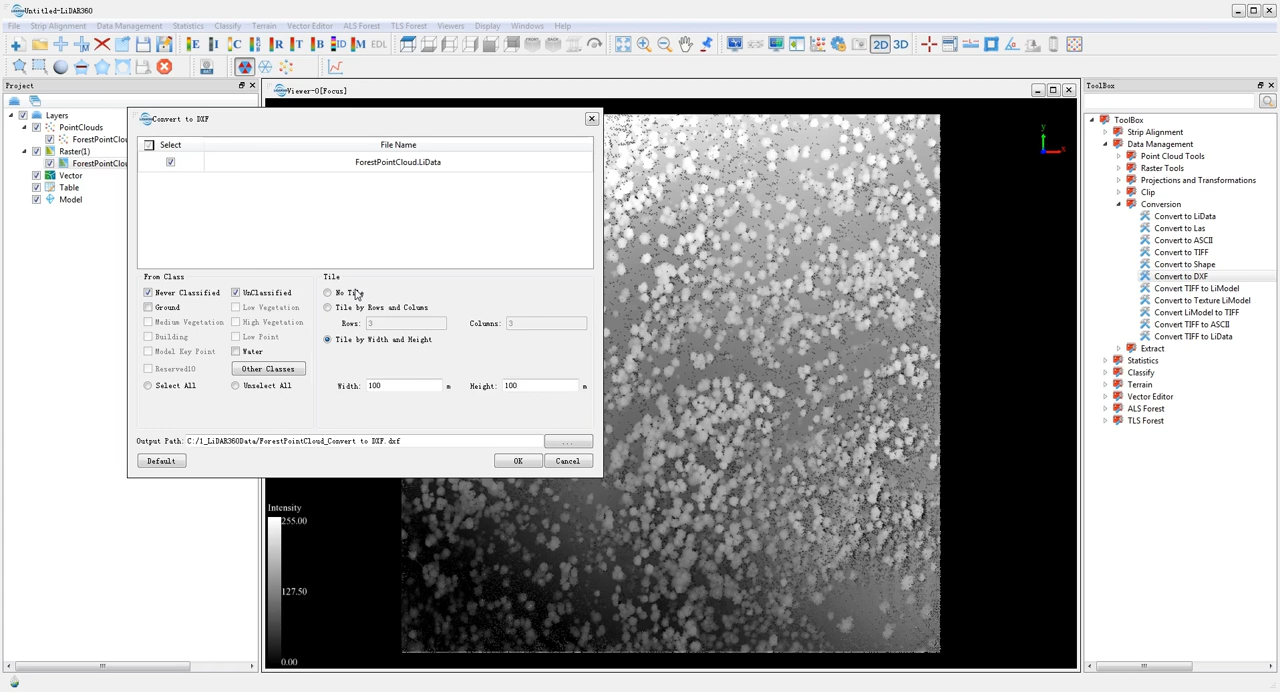 Untitled-LiDAR360
File Strip Alignment Data Management Statistics Classify Terrain Vector Editor ALS Forest TLS Forest Viewers Display Windows Help
E I C R T B ID M EDL 2D 3D
Project
Layers
PointClouds
ForestPointClou
Raster(1)
ForestPointClou
Vector
Table
Model
Viewer-0[Focus]
Intensity
255.00
127.50
0.00
y
x
Convert to DXF
Select File Name
ForestPointCloud.LiData
From Class
Never Classified UnClassified
Ground Low Vegetation
Medium Vegetation High Vegetation
Building Low Point
Model Key Point Water
Reserved10 Other Classes
Select All Unselect All
Tile
No Tile
Tile by Rows and Colums
Rows: 3 Columns: 3
Tile by Width and Height
Width: 100 m Height: 100 m
Output Path: C:/1_LiDAR360Data/ForestPointCloud_Convert to DXF.dxf ...
Default OK Cancel
ToolBox
ToolBox
Strip Alignment
Data Management
Point Cloud Tools
Raster Tools
Projections and Transformations
Clip
Conversion
Convert to LiData
Convert to Las
Convert to ASCII
Convert to TIFF
Convert to Shape
Convert to DXF
Convert TIFF to LiModel
Convert to Texture LiModel
Convert LiModel to TIFF
Convert TIFF to ASCII
Convert TIFF to LiData
Extract
Statistics
Classify
Terrain
Vector Editor
ALS Forest
TLS Forest